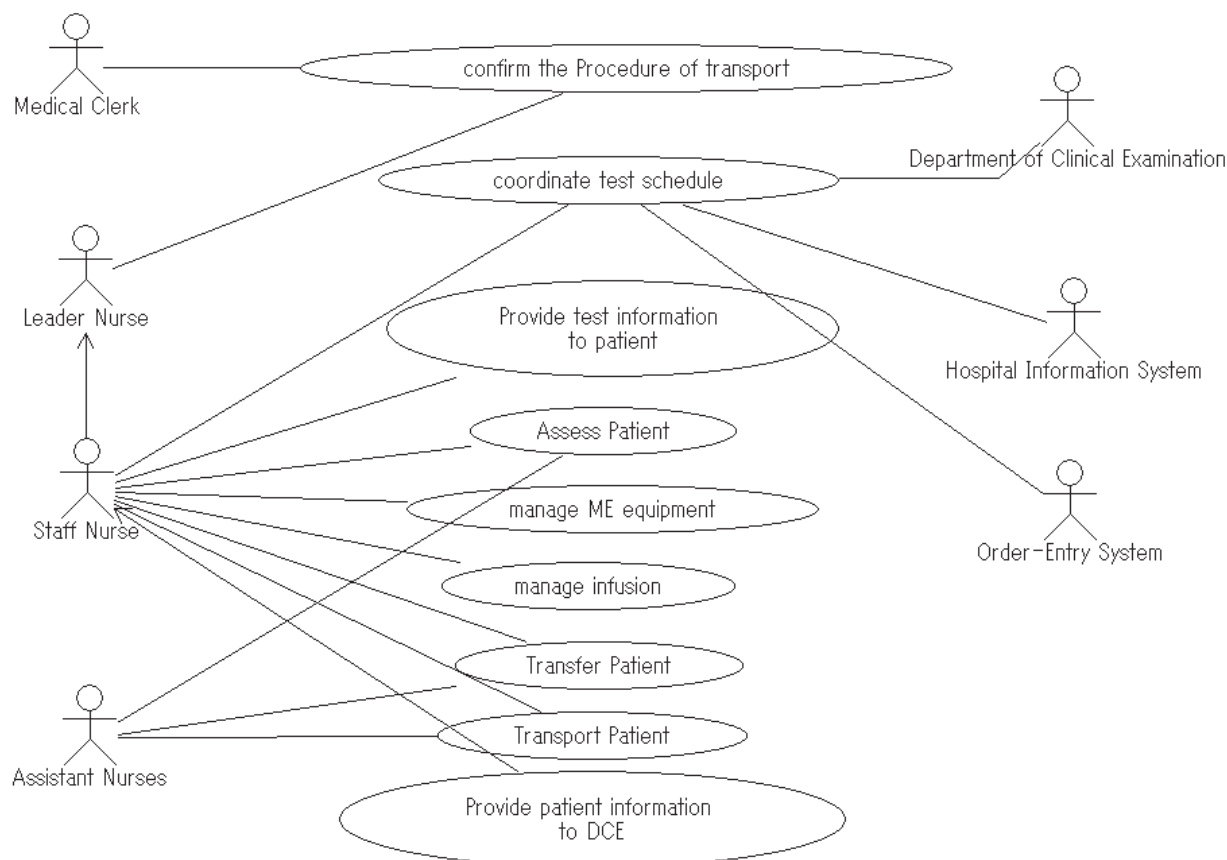 confirm the Procedure of transport
Medical Clerk
Department of Clinical Examination
coordinate test schedule
Leader Nurse
Provide test information
to patient
Hospital Information System
Assess Patient
manage ME equipment
Staff Nurse
Order-Entry System
manage infusion
Transfer Patient
Transport Patient
Assistant Nurses
Provide patient information
to DCE